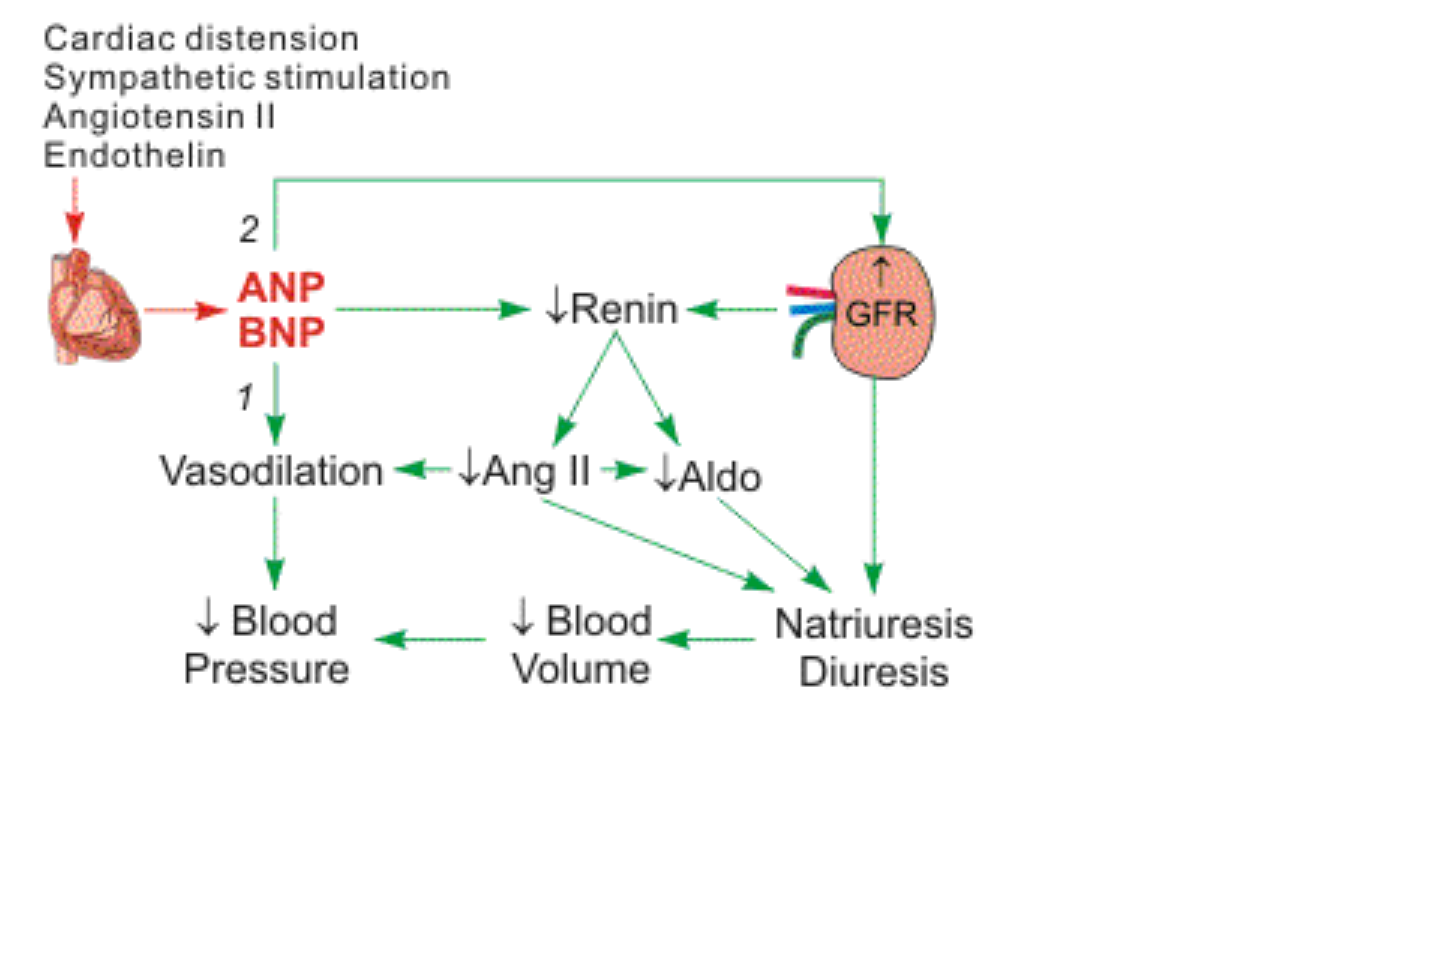 Cardiac distension
Sympathetic stimulation
Angiotensin II
Endothelin
2
ANP
BNP
↓Renin
↑
GFR
1
Vasodilation
↓Ang II
↓Aldo
↓ Blood
Pressure
↓ Blood
Volume
Natriuresis
Diuresis